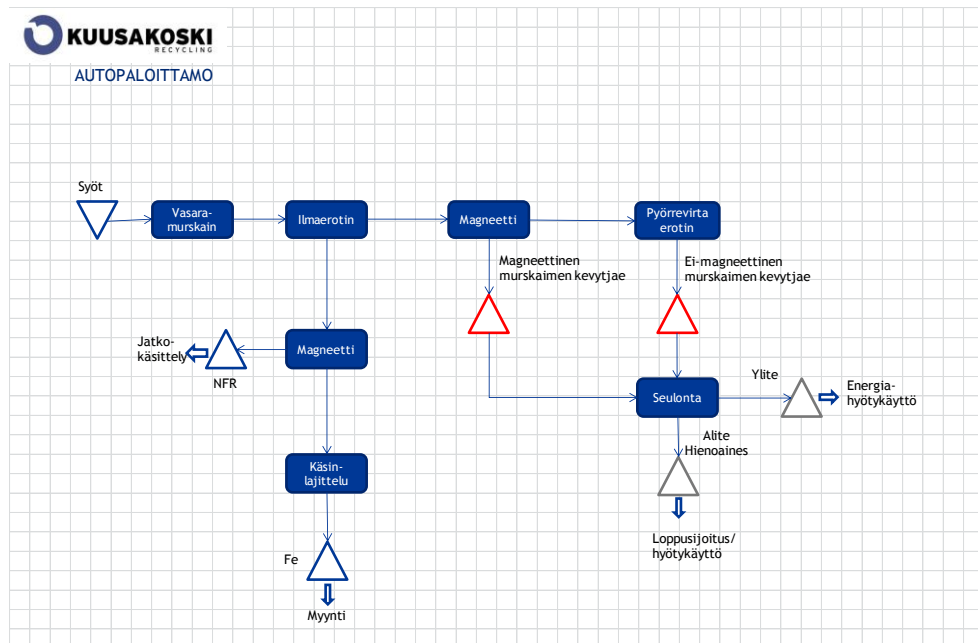 KUUSAKOSKI
RECYCLING
AUTOPALOITTAMO
Syöt
Vasara-
murskain
Ilmaerotin
Magneetti
Pyörrevirta
erotin
Magneettinen
murskaimen kevytjae
Ei-magneettinen
murskaimen kevytjae
Jatko-
käsittely
NFR
Magneetti
Seulonta
Ylite
Energia-
hyötykäyttö
Alite
Hienoaines
Käsin-
lajittelu
Loppusijoitus/
hyötykäyttö
Fe
Myynti